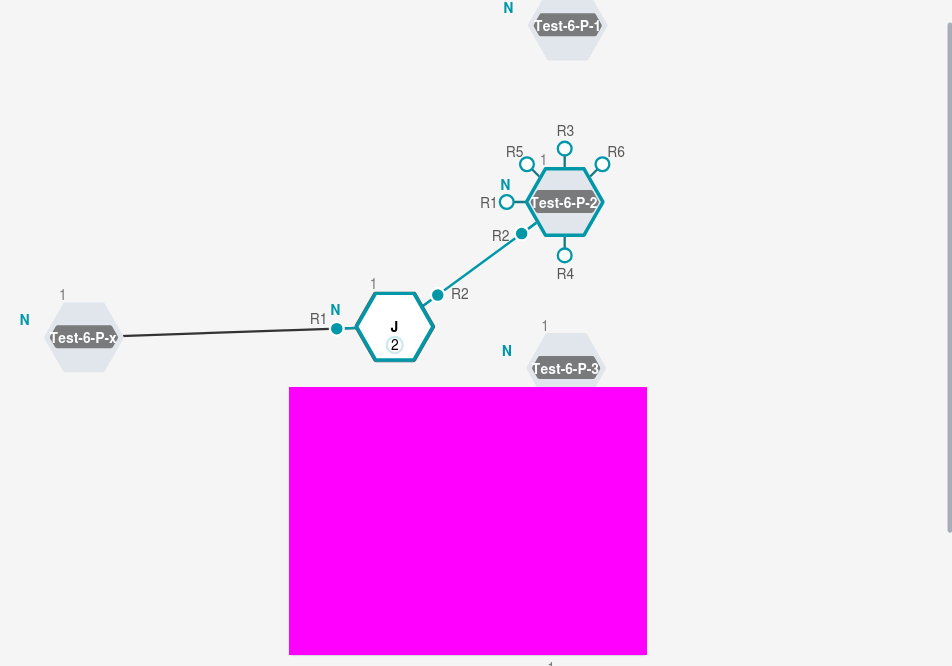 N
Test-6-P-1
R3
R5
1
R6
N
R1
Test-6-P-2
R2
R4
1
R2
1
N
R1
N
J
2
Test-6-P-x
1
N
Test-6-P-3